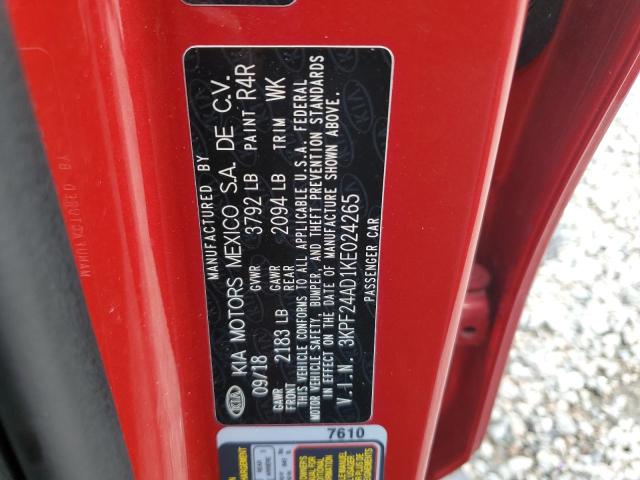 MANUFACTURED BY
KIA KIA MOTORS MEXICO S.A. DE C.V.
09/18 GVWR 3792 LB PAINT R4R
GAWR FRONT 2183 LB GAWR REAR 2094 LB TRIM WK
THIS VEHICLE CONFORMS TO ALL APPLICABLE U.S.A. FEDERAL
MOTOR VEHICLE SAFETY, BUMPER, AND THEFT PREVENTION STANDARDS
IN EFFECT ON THE DATE OF MANUFACTURE SHOWN ABOVE.
V.I.N. 3KPF24AD1KE024265
PASSENGER CAR
7610